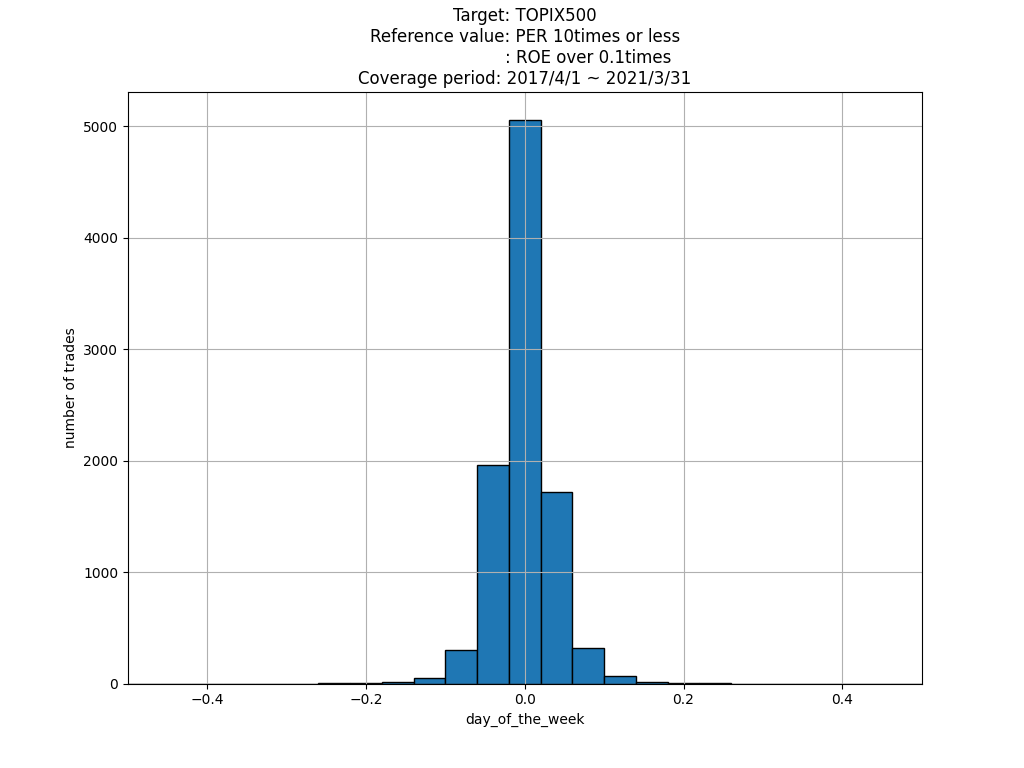 Target: TOPIX500
Reference value: PER 10times or less
: ROE over 0.1times
Coverage period: 2017/4/1 ~ 2021/3/31
5000
4000
3000
2000
1000
0
number of trades
−0.4
−0.2
0.0
0.2
0.4
day_of_the_week